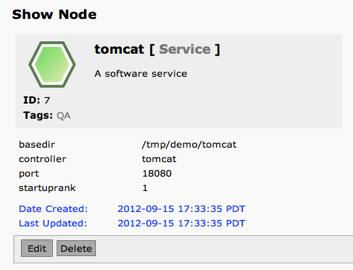 Show Node
tomcat [ Service ]
A software service
ID: 7
Tags: QA
basedir /tmp/demo/tomcat
controller tomcat
port 18080
startuprank 1
Date Created: 2012-09-15 17:33:35 PDT
Last Updated: 2012-09-15 17:33:35 PDT
Edit Delete